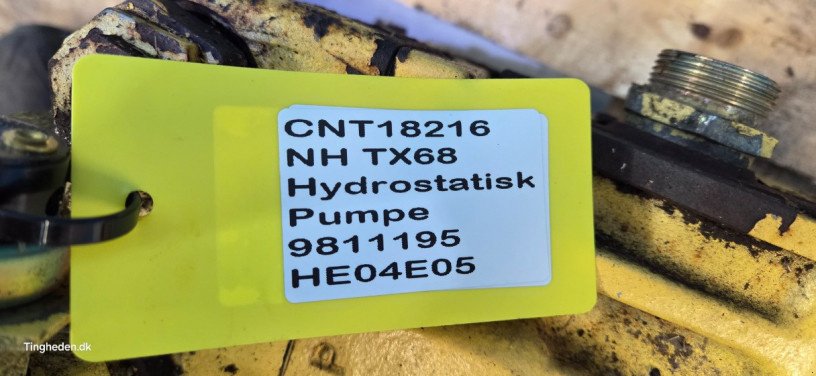 CNT18216
NH TX68
Hydrostatisk
Pumpe
9811195
HE04E05
Tingheden.dk